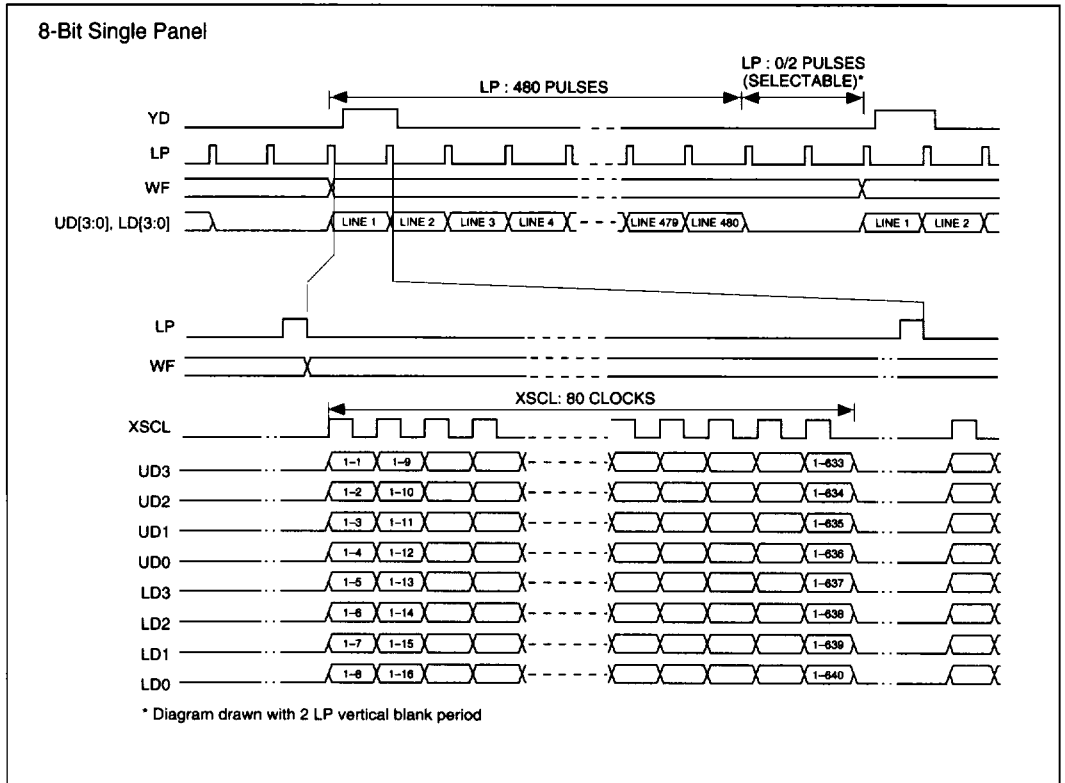 8-Bit Single Panel
LP : 0/2 PULSES
(SELECTABLE)*
LP : 480 PULSES
YD
LP
WF
UD[3:0], LD[3:0] LINE 1 LINE 2 LINE 3 LINE 4 LINE 479 LINE 480 LINE 1 LINE 2
LP
WF
XSCL: 80 CLOCKS
XSCL
UD3 1-1 1-9 1-633
UD2 1-2 1-10 1-634
UD1 1-3 1-11 1-635
UD0 1-4 1-12 1-636
LD3 1-5 1-13 1-637
LD2 1-6 1-14 1-638
LD1 1-7 1-15 1-639
LD0 1-8 1-16 1-640
* Diagram drawn with 2 LP vertical blank period